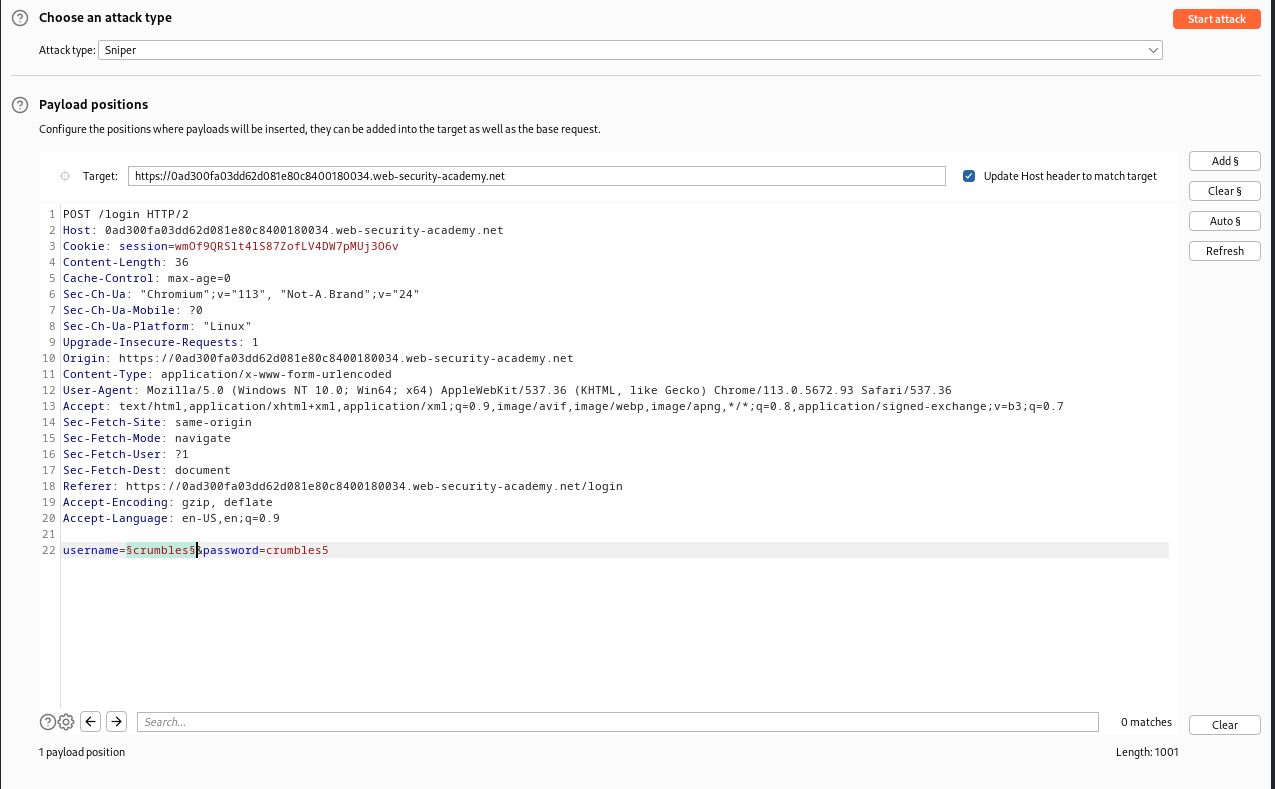 Choose an attack type
Start attack
Attack type: Sniper
Payload positions
Configure the positions where payloads will be inserted, they can be added into the target as well as the base request.
Target: https://0ad300fa03dd62d081e80c8400180034.web-security-academy.net
Update Host header to match target
Add §
Clear §
Auto §
Refresh
1 POST /login HTTP/2
2 Host: 0ad300fa03dd62d081e80c8400180034.web-security-academy.net
3 Cookie: session=wmOf9QRSlt41S87ZofLV4DW7pMUj3O6v
4 Content-Length: 36
5 Cache-Control: max-age=0
6 Sec-Ch-Ua: "Chromium";v="113", "Not-A.Brand";v="24"
7 Sec-Ch-Ua-Mobile: ?0
8 Sec-Ch-Ua-Platform: "Linux"
9 Upgrade-Insecure-Requests: 1
10 Origin: https://0ad300fa03dd62d081e80c8400180034.web-security-academy.net
11 Content-Type: application/x-www-form-urlencoded
12 User-Agent: Mozilla/5.0 (Windows NT 10.0; Win64; x64) AppleWebKit/537.36 (KHTML, like Gecko) Chrome/113.0.5672.93 Safari/537.36
13 Accept: text/html,application/xhtml+xml,application/xml;q=0.9,image/avif,image/webp,image/apng,*/*;q=0.8,application/signed-exchange;v=b3;q=0.7
14 Sec-Fetch-Site: same-origin
15 Sec-Fetch-Mode: navigate
16 Sec-Fetch-User: ?1
17 Sec-Fetch-Dest: document
18 Referer: https://0ad300fa03dd62d081e80c8400180034.web-security-academy.net/login
19 Accept-Encoding: gzip, deflate
20 Accept-Language: en-US,en;q=0.9
21
22 username=§crumbles§&password=crumbles5
Search...
0 matches
Clear
1 payload position
Length: 1001